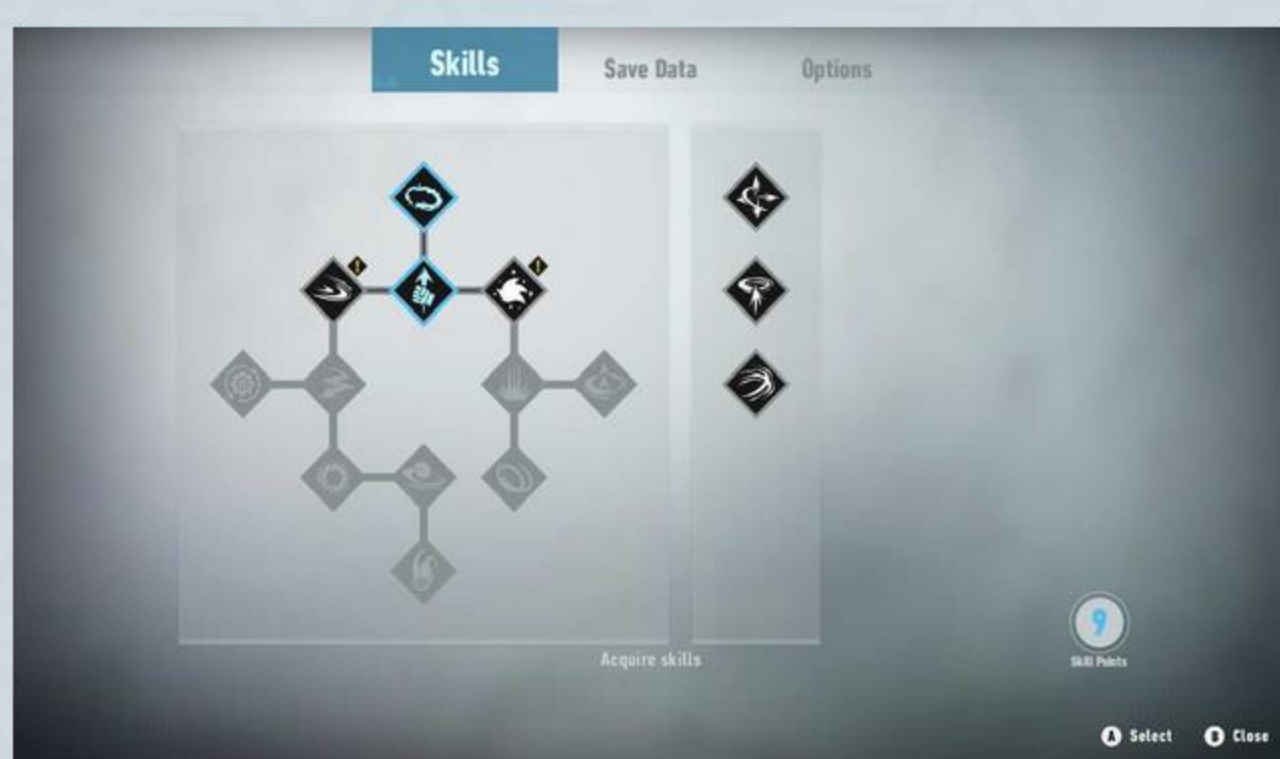 Skills
Save Data
Options
!
!
Acquire skills
9
Skill Points
A Select
B Close